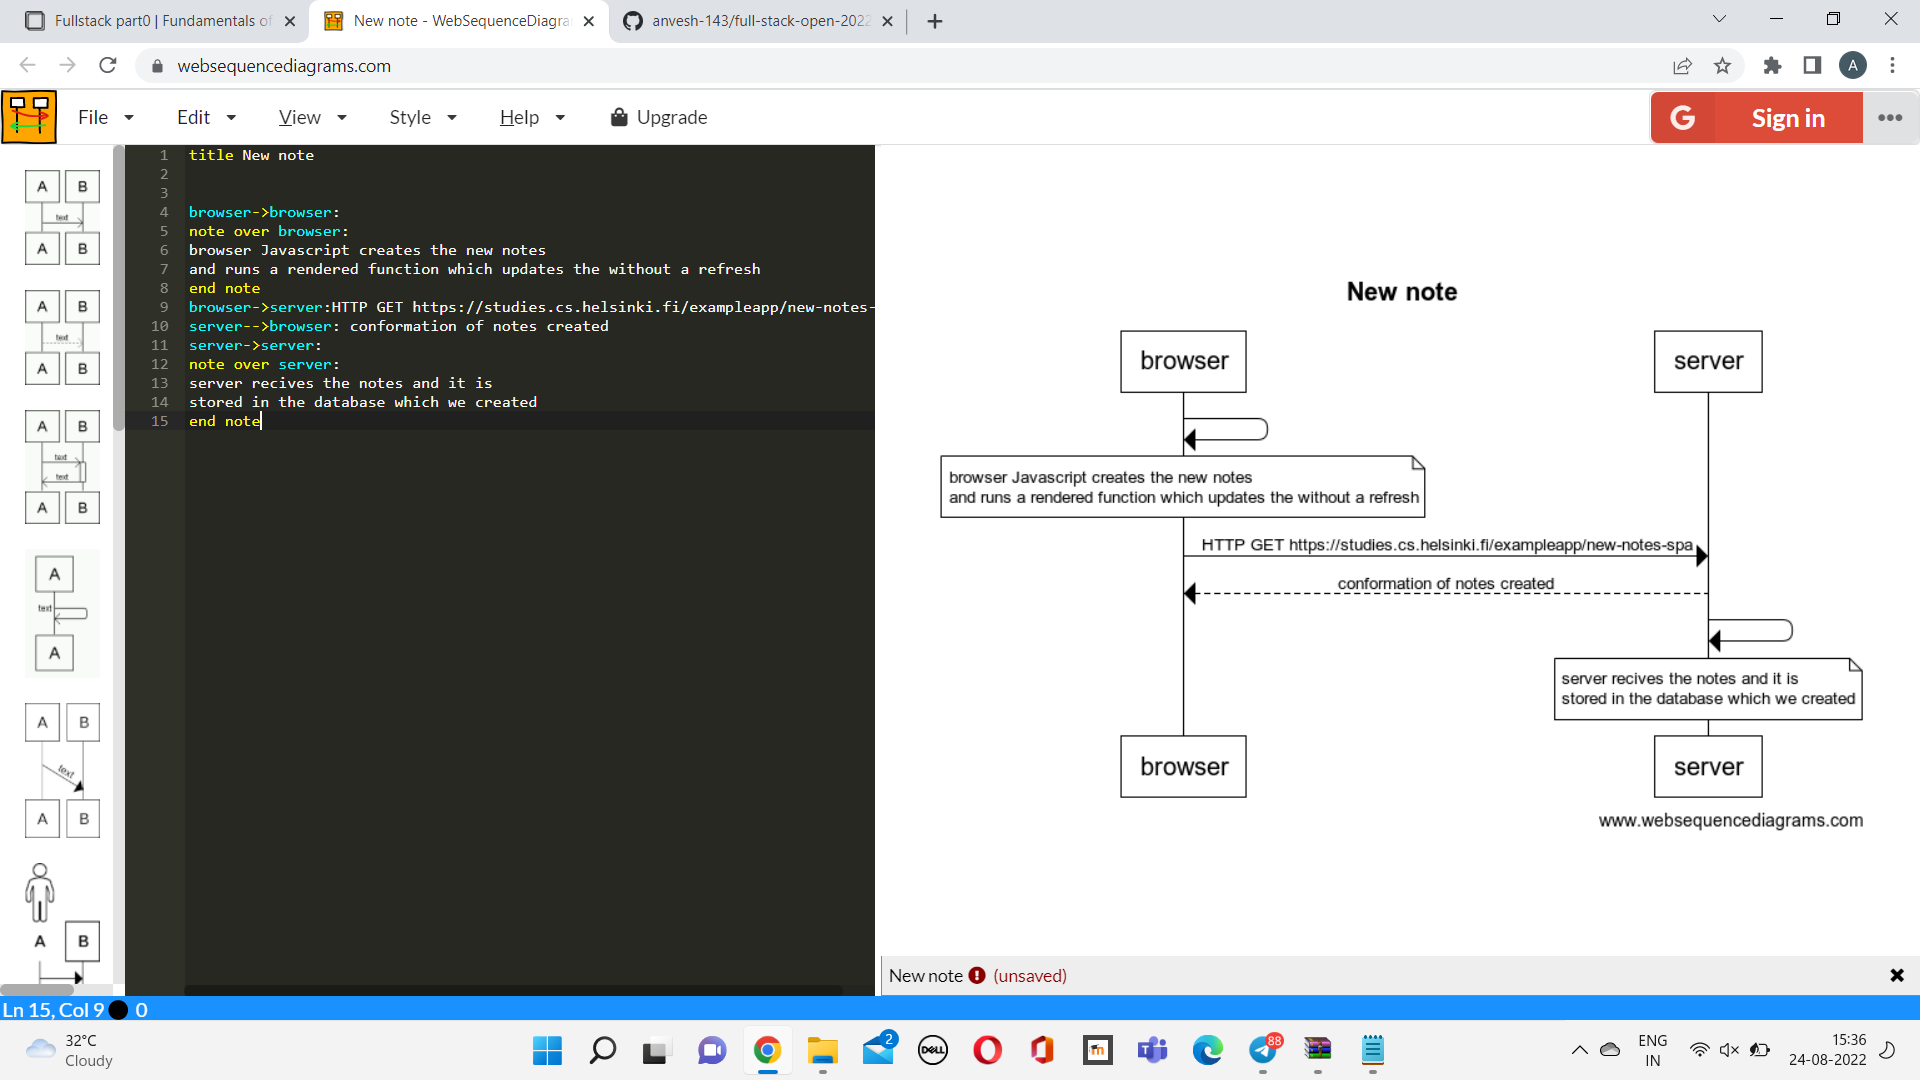 Fullstack part0 | Fundamentals of
New note - WebSequenceDiagra
anvesh-143/full-stack-open-2022
websequencediagrams.com
A
File
Edit
View
Style
Help
Upgrade
G
Sign in
A B
text
A B
A B
text
A B
A B
text
text
A B
A
text
A
A B
text
A B
A B
1 title New note
2
3
4 browser->browser:
5 note over browser:
6 browser Javascript creates the new notes
7 and runs a rendered function which updates the without a refresh
8 end note
9 browser->server:HTTP GET https://studies.cs.helsinki.fi/exampleapp/new-notes-
10 server-->browser: conformation of notes created
11 server->server:
12 note over server:
13 server recives the notes and it is
14 stored in the database which we created
15 end note
New note
browser server
browser Javascript creates the new notes
and runs a rendered function which updates the without a refresh
HTTP GET https://studies.cs.helsinki.fi/exampleapp/new-notes-spa
conformation of notes created
server recives the notes and it is
stored in the database which we created
browser server
www.websequencediagrams.com
New note (unsaved)
Ln 15, Col 9 0
32°C
Cloudy
2
DELL
m
T
88
ENG
IN
15:36
24-08-2022